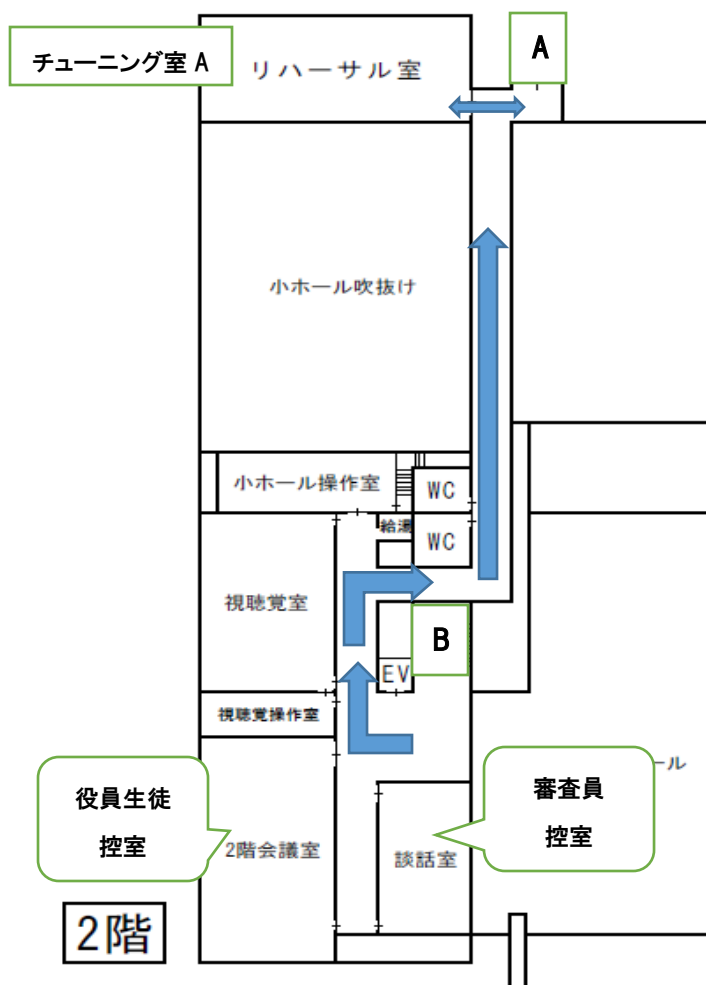 A
チューニング室 A
リハーサル室
小ホール吹抜け
小ホール操作室
WC
給湯
WC
視聴覚室
B
EV
視聴覚操作室
ール
役員生徒
控室
審査員
控室
2階会議室
談話室
2階